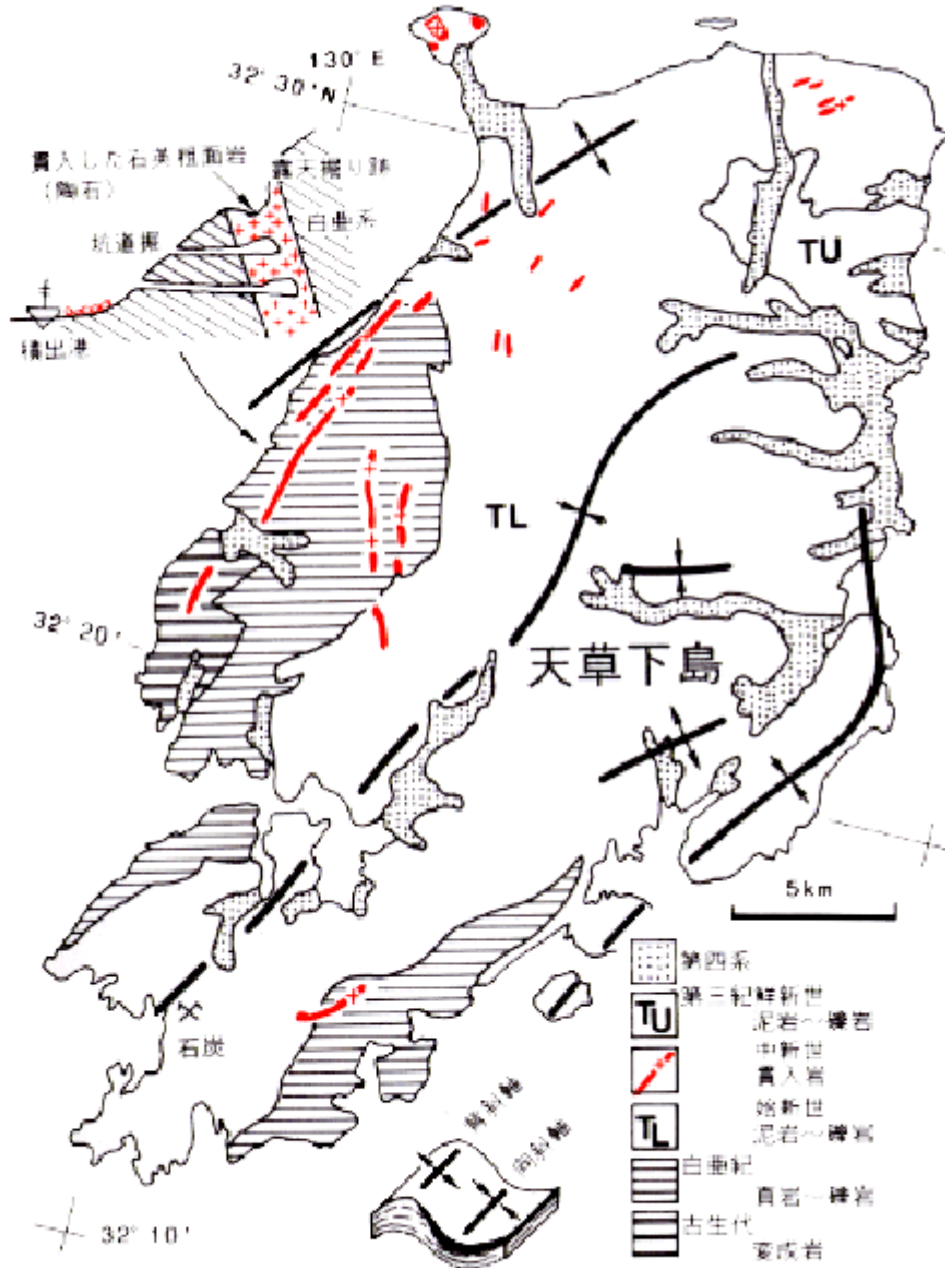 130°E
32°30'N
貫入した石英粗面岩
(陶石)
露天掘り跡
白亜系
坑道掘
積出港
TU
TL
32°20'
天草下島
5km
第四系
TU
第三紀鮮新世
泥岩~礫岩
中新世
貫入岩
TL
始新世
泥岩~礫岩
白亜紀
頁岩~礫岩
古生代
変成岩
石炭
背斜軸
向斜軸
32°10'